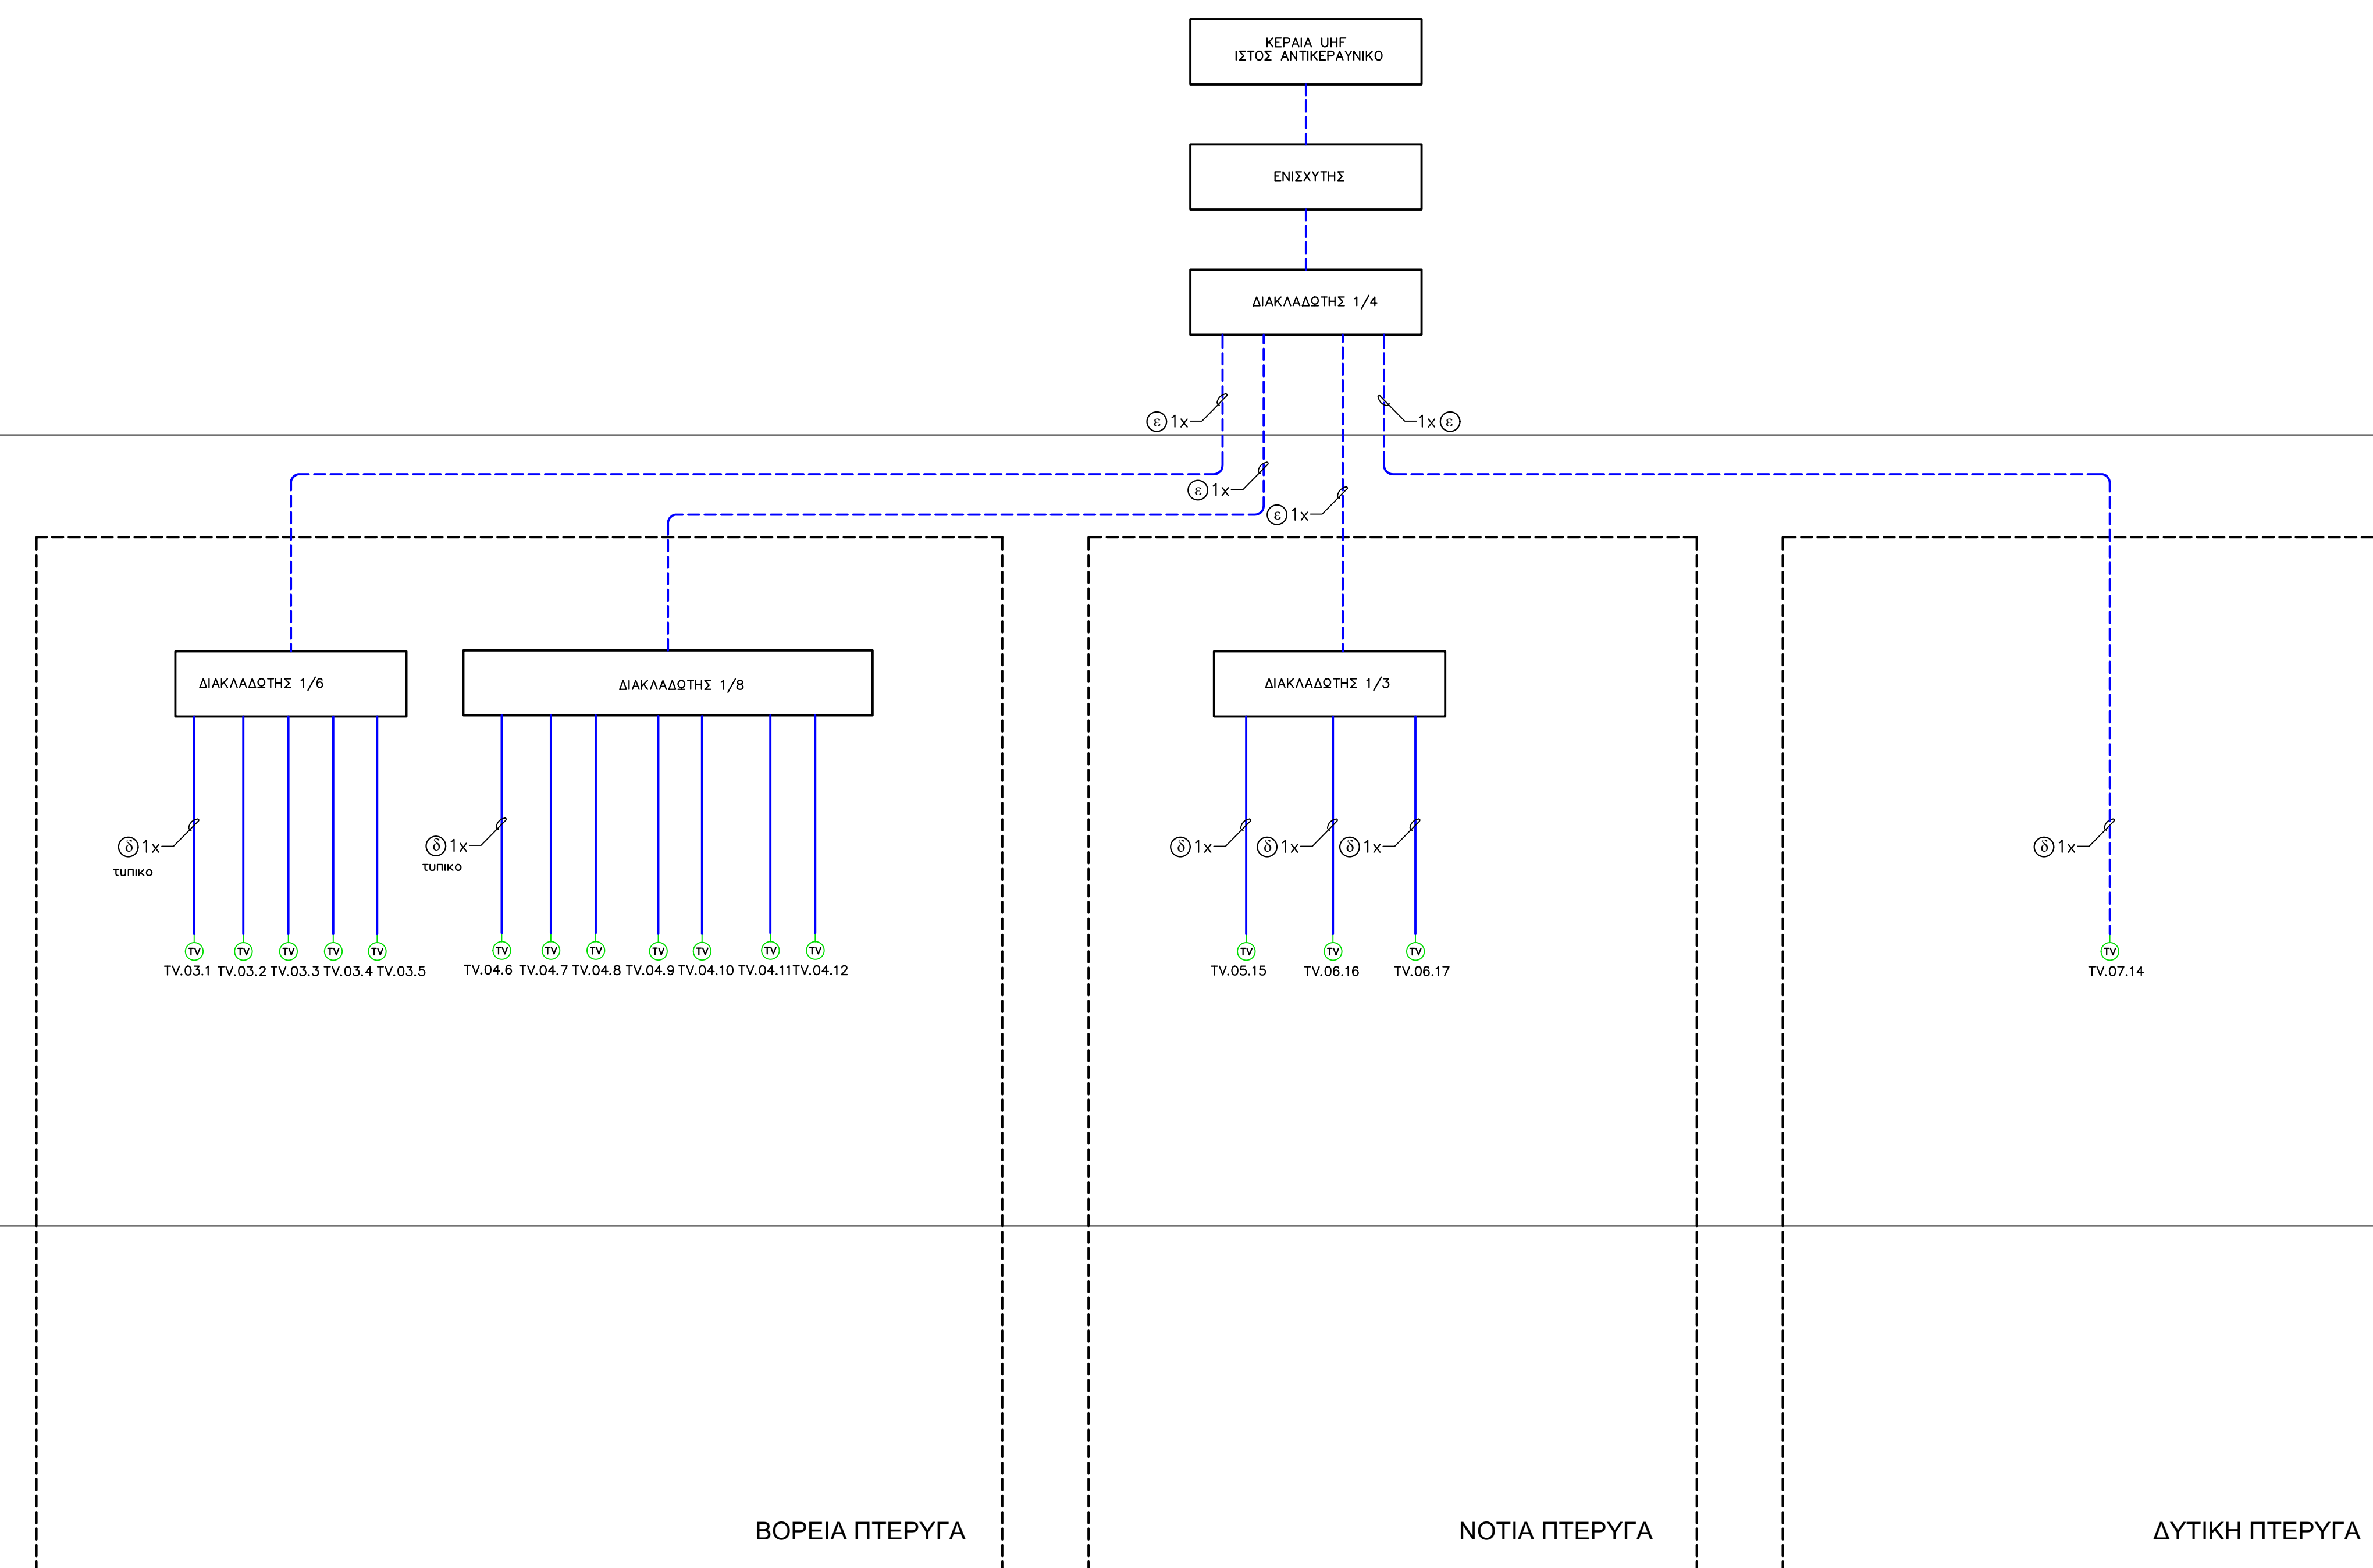 ΚΕΡΑΙΑ UHF
ΙΣΤΟΣ ΑΝΤΙΚΕΡΑΥΝΙΚΟ
ΕΝΙΣΧΥΤΗΣ
ΔΙΑΚΛΑΔΩΤΗΣ 1/4
ε 1x
1x ε
ε 1x
ε 1x
ΔΙΑΚΛΑΔΩΤΗΣ 1/6
ΔΙΑΚΛΑΔΩΤΗΣ 1/8
ΔΙΑΚΛΑΔΩΤΗΣ 1/3
δ 1x
τυπικο
δ 1x
τυπικο
δ 1x
δ 1x
δ 1x
δ 1x
TV TV TV TV TV TV TV TV TV TV TV TV TV TV TV TV
TV.03.1 TV.03.2 TV.03.3 TV.03.4 TV.03.5 TV.04.6 TV.04.7 TV.04.8 TV.04.9 TV.04.10 TV.04.11 TV.04.12 TV.05.15 TV.06.16 TV.06.17 TV.07.14
ΒΟΡΕΙΑ ΠΤΕΡΥΓΑ
ΝΟΤΙΑ ΠΤΕΡΥΓΑ
ΔΥΤΙΚΗ ΠΤΕΡΥΓΑ